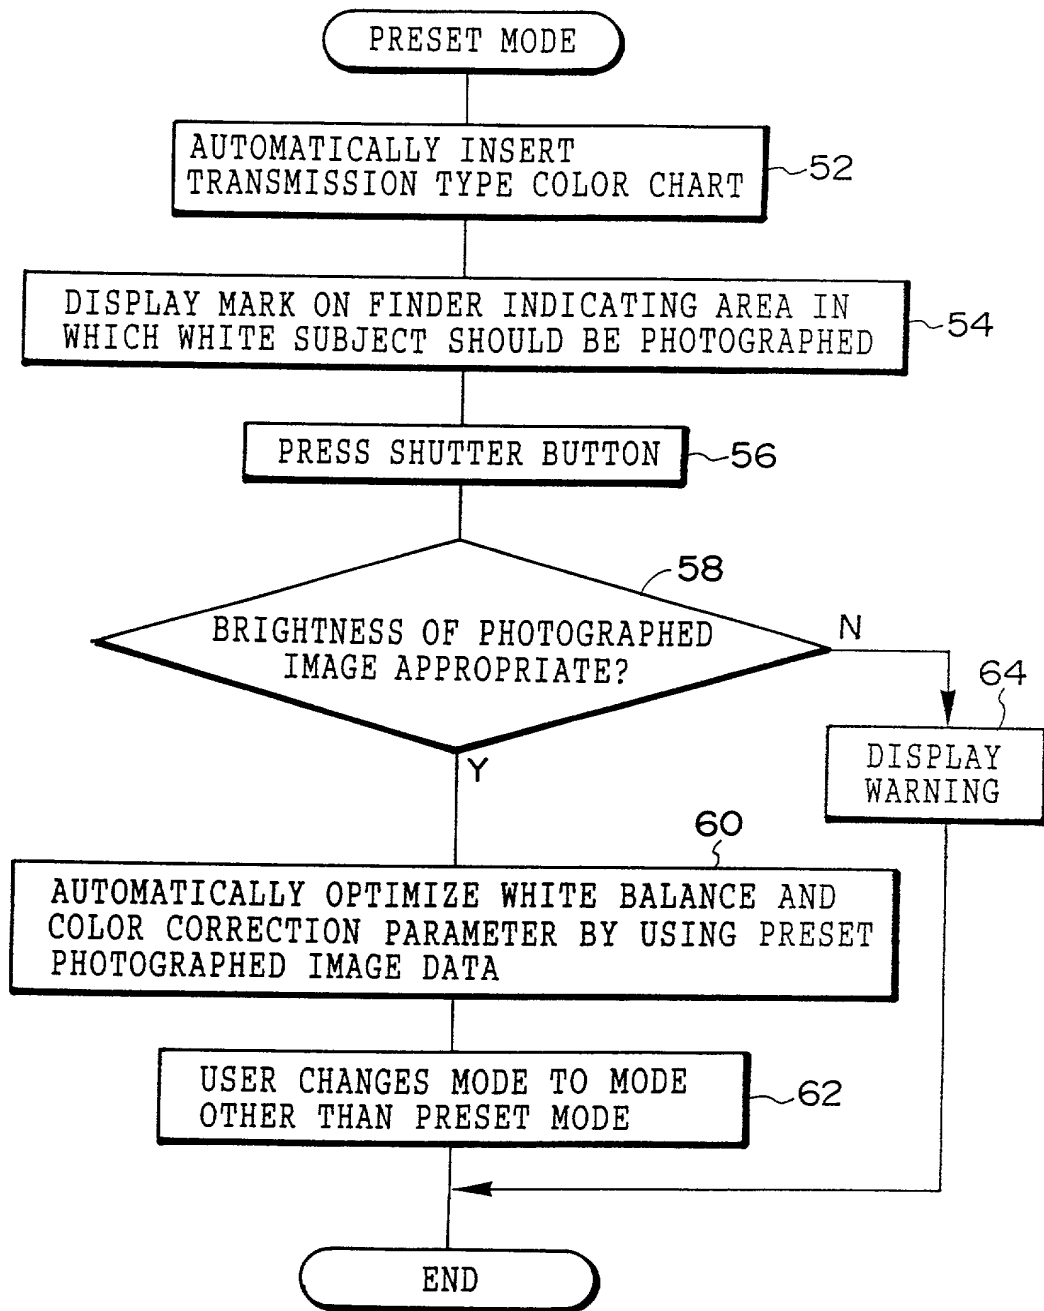 PRESET MODE
AUTOMATICALLY INSERT
TRANSMISSION TYPE COLOR CHART
52
DISPLAY MARK ON FINDER INDICATING AREA IN
WHICH WHITE SUBJECT SHOULD BE PHOTOGRAPHED
54
PRESS SHUTTER BUTTON
56
58
BRIGHTNESS OF PHOTOGRAPHED
IMAGE APPROPRIATE?
N
64
DISPLAY
WARNING
Y
60
AUTOMATICALLY OPTIMIZE WHITE BALANCE AND
COLOR CORRECTION PARAMETER BY USING PRESET
PHOTOGRAPHED IMAGE DATA
USER CHANGES MODE TO MODE
OTHER THAN PRESET MODE
62
END